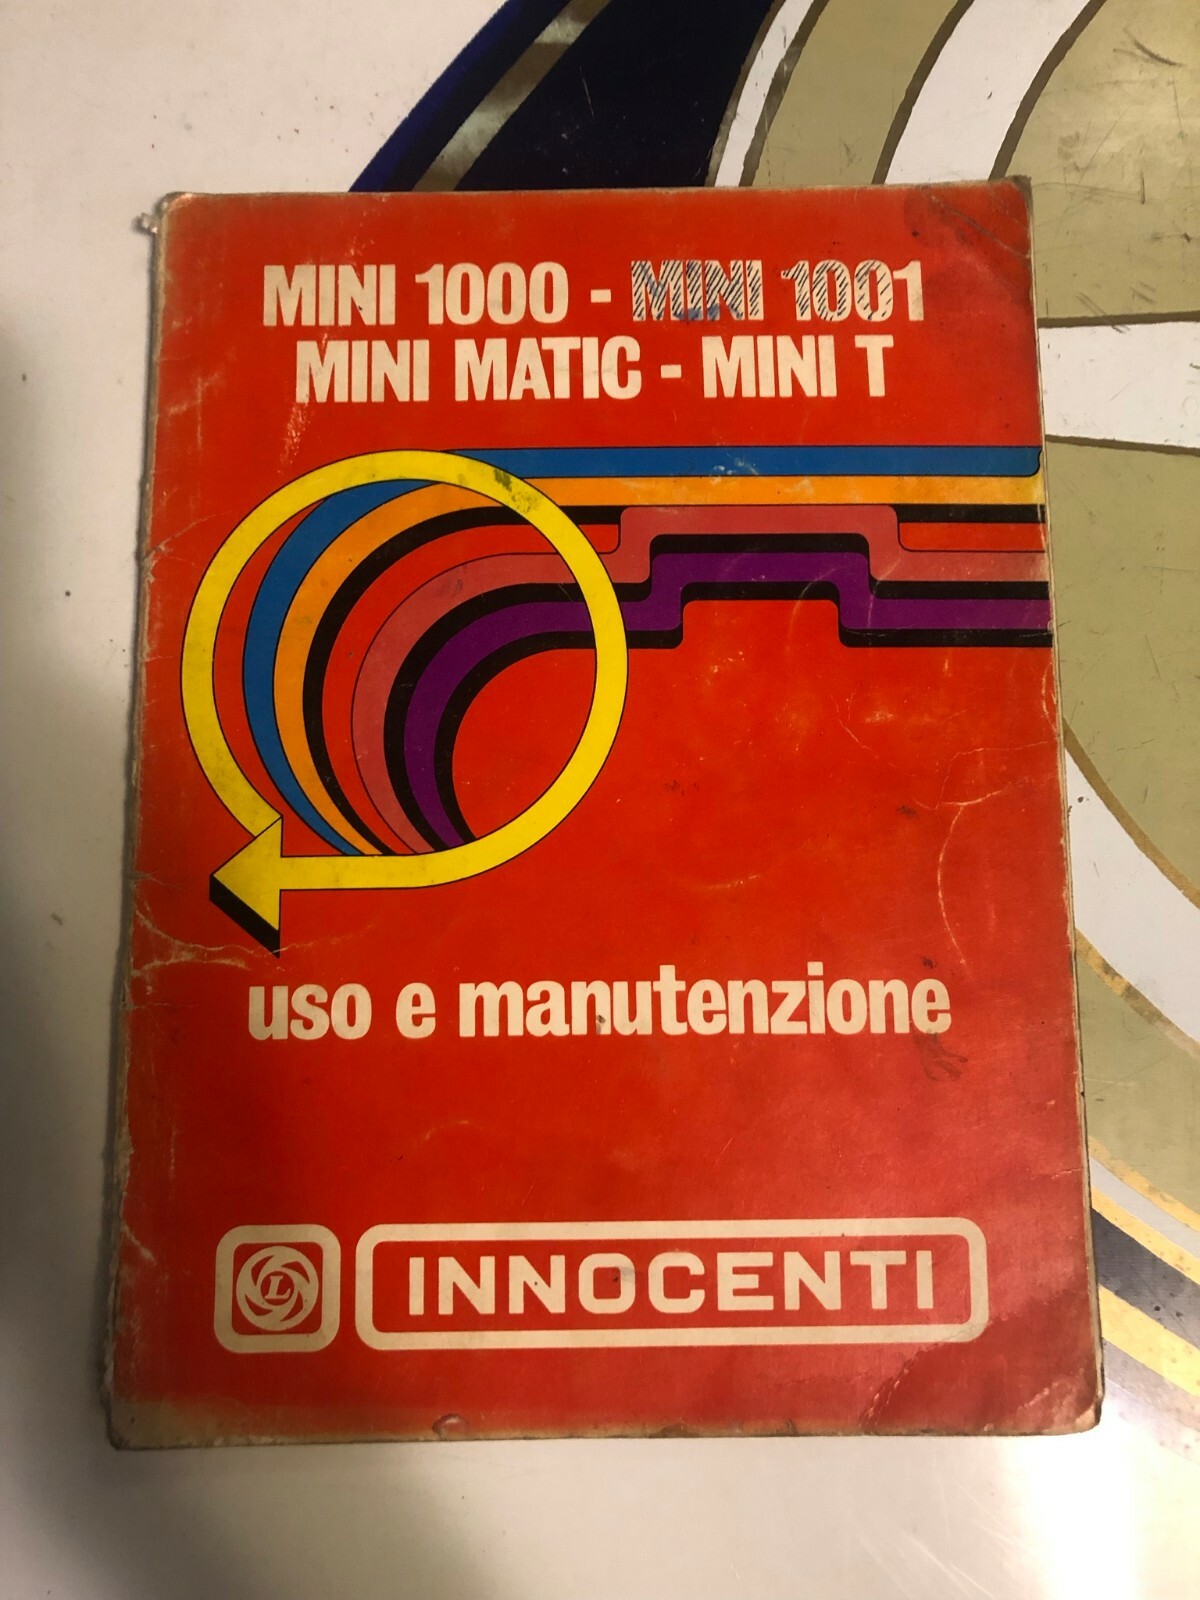 MINI 1000 - MINI 1001
MINI MATIC - MINI T
uso e manutenzione
L INNOCENTI